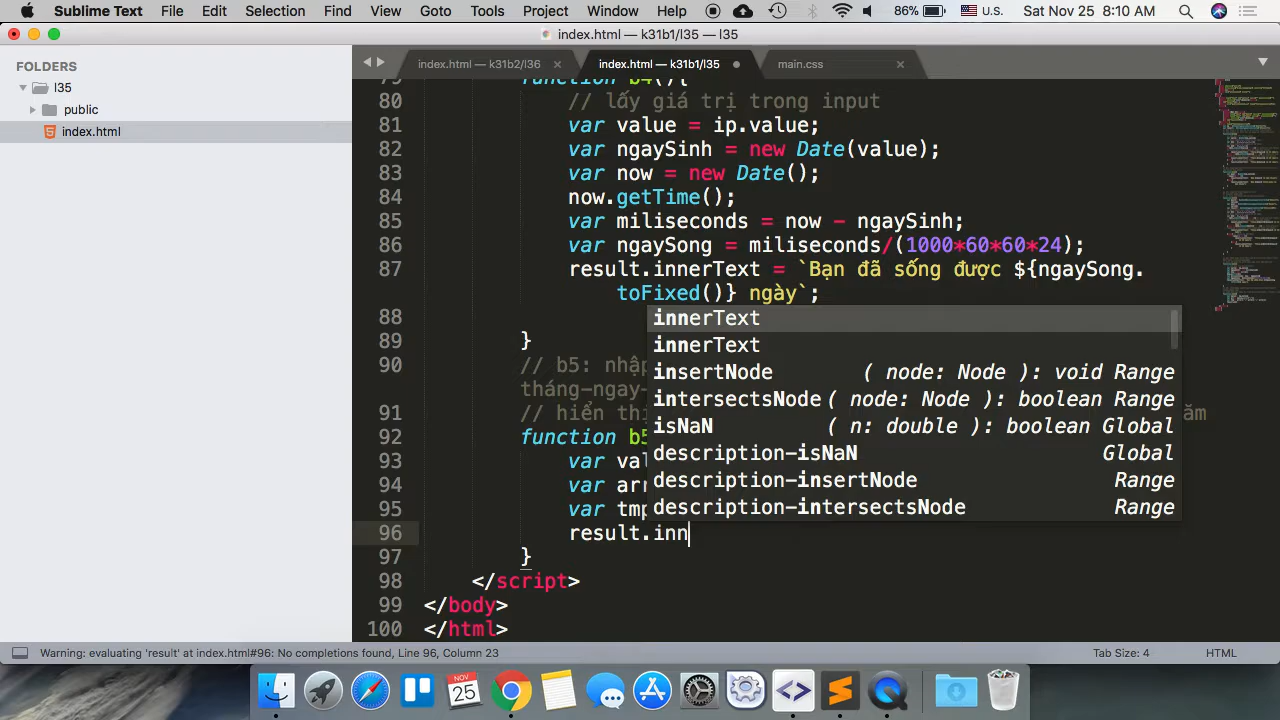 Sublime Text File Edit Selection Find View Goto Tools Project Window Help 86% U.S. Sat Nov 25 8:10 AM
index.html — k31b1/l35 — l35
FOLDERS
l35
public
index.html
index.html — k31b2/l36 index.html — k31b1/l35 main.css
79 function b4(){
80 // lấy giá trị trong input
81 var value = ip.value;
82 var ngaySinh = new Date(value);
83 var now = new Date();
84 now.getTime();
85 var miliseconds = now - ngaySinh;
86 var ngaySong = miliseconds/(1000*60*60*24);
87 result.innerText = `Bạn đã sống được ${ngaySong.
toFixed()} ngày`;
88
89 }
90 // b5: nhập
tháng-ngay-
91 // hiển thị ăm
92 function b5
93 var val
94 var arr
95 var tmp
96 result.inn
97 }
98 </script>
99 </body>
100 </html>
innerText
innerText
insertNode ( node: Node ): void Range
intersectsNode ( node: Node ): boolean Range
isNaN ( n: double ): boolean Global
description-isNaN Global
description-insertNode Range
description-intersectsNode Range
Warning: evaluating 'result' at index.html#96: No completions found, Line 96, Column 23 Tab Size: 4 HTML
NOV
25